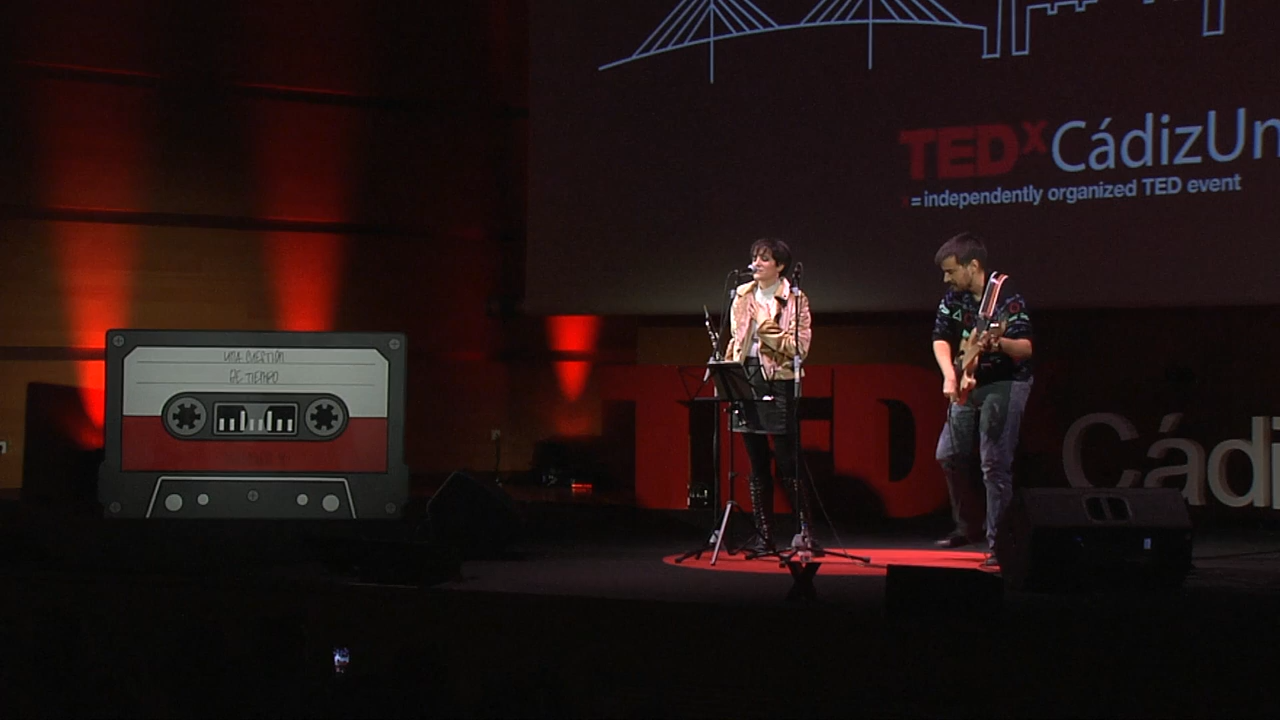 TEDxCádizUn
x=independently organized TED event
UNA CUESTIÓN
DE TIEMPO
TED
Cádi